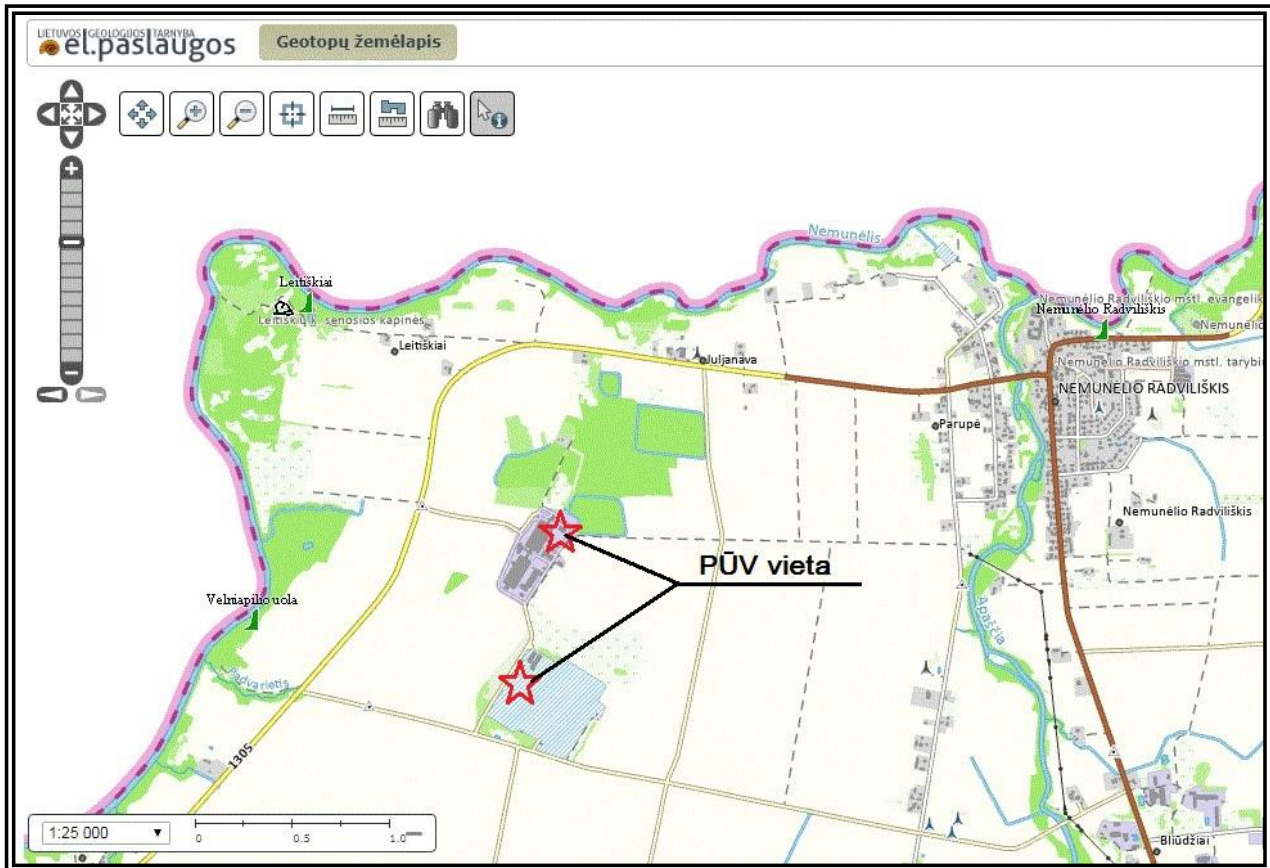 LIETUVOS GEOLOGIJOS TARNYBA
el.paslaugos
Geotopų žemėlapis
Nemunėlis
Leitiškiai
Leitiškių k. senosios kapinės
Leitiškiai
Juljanava
Nemunėlio Radviliškio mstl. evangelik
Nemunėlio Radviliškis
Nemunėlio
Nemunėlio Radviliškio mstl. tarybin
NEMUNĖLIO RADVILIŠKIS
Parupė
Nemunėlio Radviliškis
PŪV vieta
Velniapilio uola
Apaščia
Padvarietis
1305
1:25 000
0 0.5 1.0
Bliūdžiai